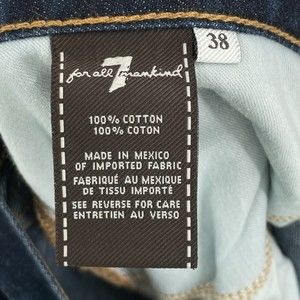 7
for all mankind
38
100% COTTON
100% COTON
MADE IN MEXICO
OF IMPORTED FABRIC
FABRIQUÉ AU MEXIQUE
DE TISSU IMPORTÉ
SEE REVERSE FOR CARE
ENTRETIEN AU VERSO